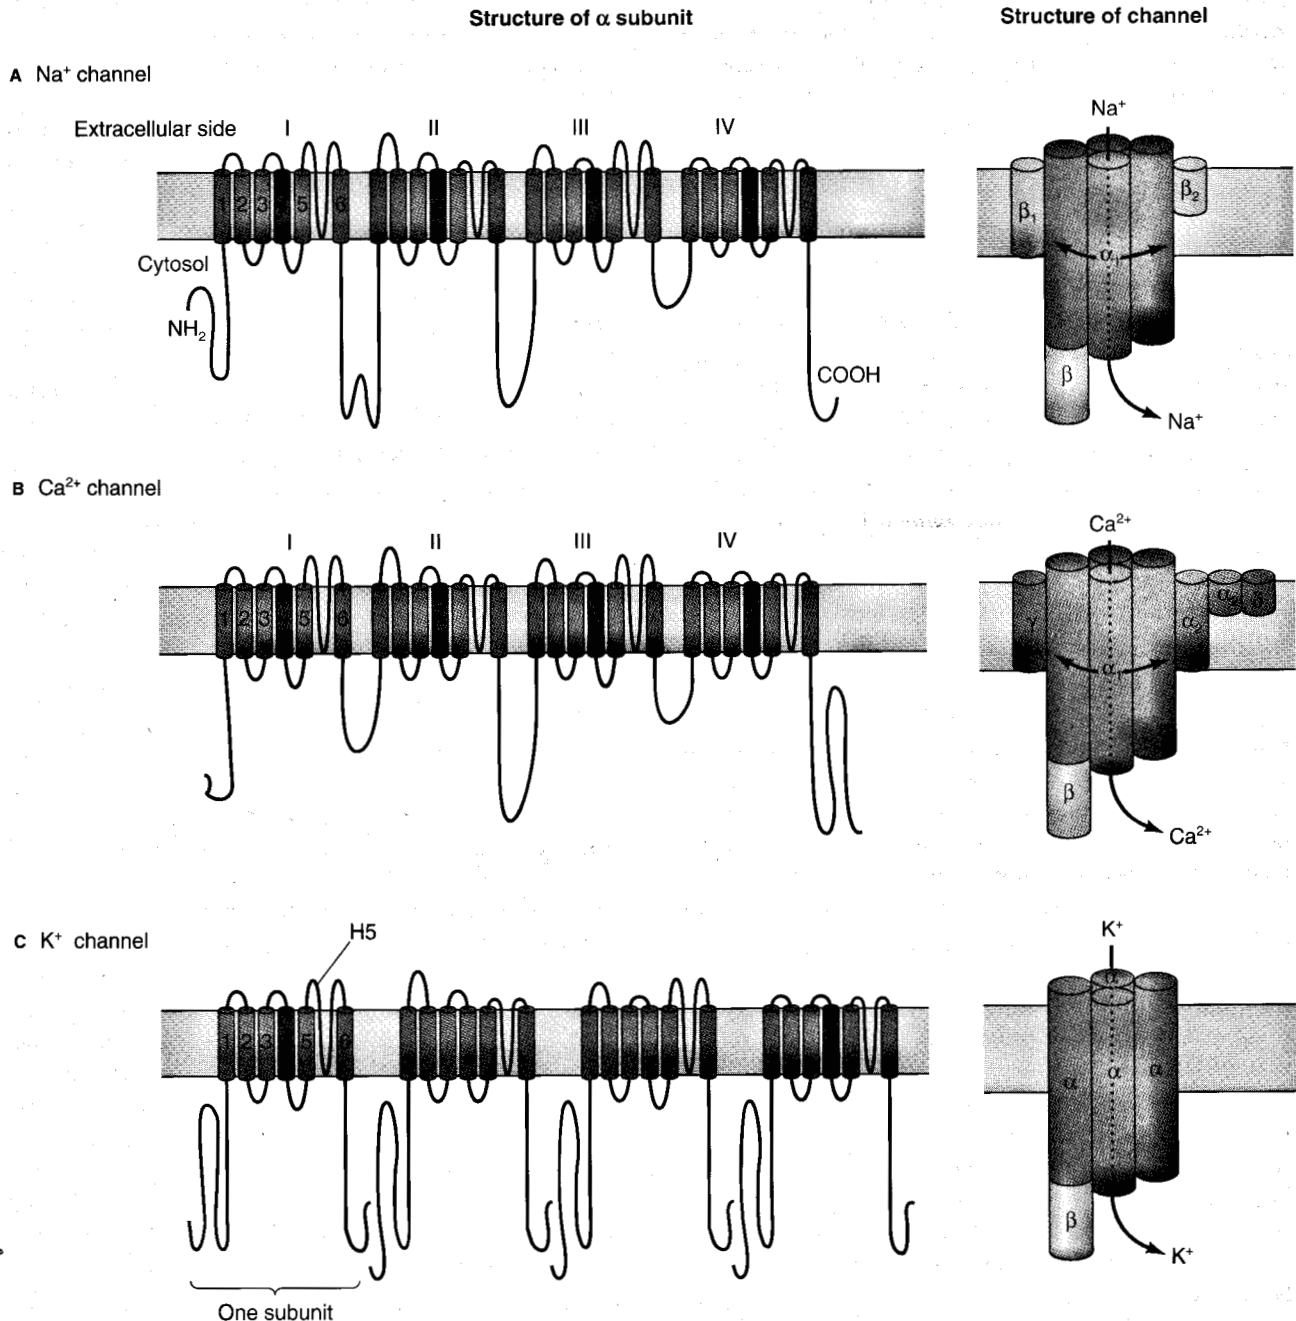 Structure of α subunit
Structure of channel
A Na⁺ channel
Extracellular side
I
II
III
IV
1 2 3 5 6
Cytosol
NH₂
COOH
Na⁺
β₁
β₂
α₁
β
Na⁺
B Ca²⁺ channel
I
II
III
IV
1 2 3 5 6
Ca²⁺
γ
α₂
δ
α₁
β
Ca²⁺
C K⁺ channel
H5
1 2 3 5 6
One subunit
K⁺
α
α
α
α
β
K⁺